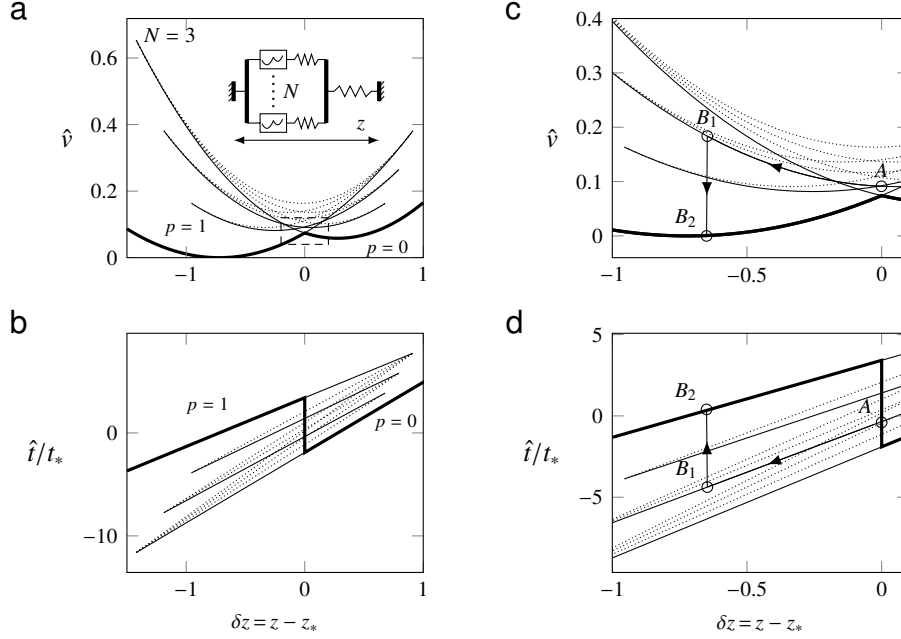 a
N = 3
0.6
0.4
0.2
0
v̂
N
z
p = 1
p = 0
−1
0
1
c
0.4
0.3
0.2
0.1
0
v̂
B₁
A
B₂
−1
−0.5
0
b
0
−10
t̂/t*
p = 1
p = 0
−1
0
1
δz = z − z*
d
5
0
−5
t̂/t*
B₂
A
B₁
−1
−0.5
0
δz = z − z*